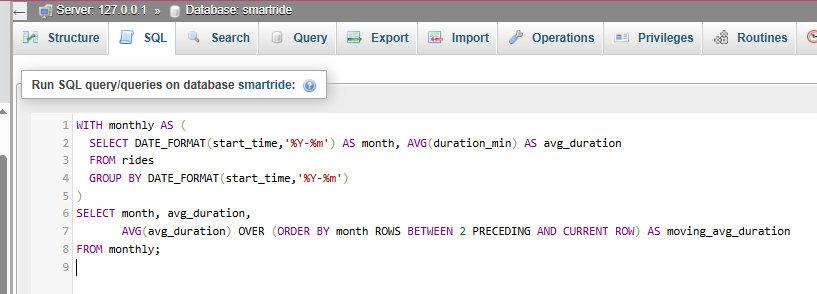 Server: 127.0.0.1 » Database: smartride
Structure SQL Search Query Export Import Operations Privileges Routines
Run SQL query/queries on database smartride:
1 WITH monthly AS (
2 SELECT DATE_FORMAT(start_time,'%Y-%m') AS month, AVG(duration_min) AS avg_duration
3 FROM rides
4 GROUP BY DATE_FORMAT(start_time,'%Y-%m')
5 )
6 SELECT month, avg_duration,
7 AVG(avg_duration) OVER (ORDER BY month ROWS BETWEEN 2 PRECEDING AND CURRENT ROW) AS moving_avg_duration
8 FROM monthly;
9